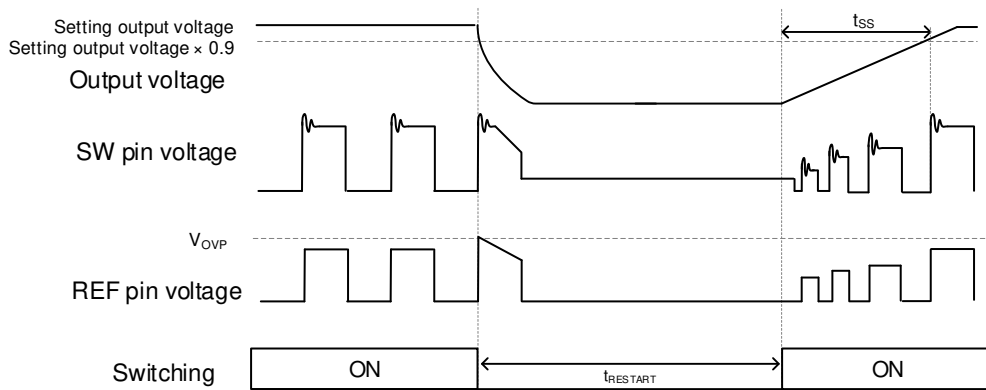 Setting output voltage
Setting output voltage × 0.9
Output voltage
tSS
SW pin voltage
VOVP
REF pin voltage
Switching
ON
tRESTART
ON